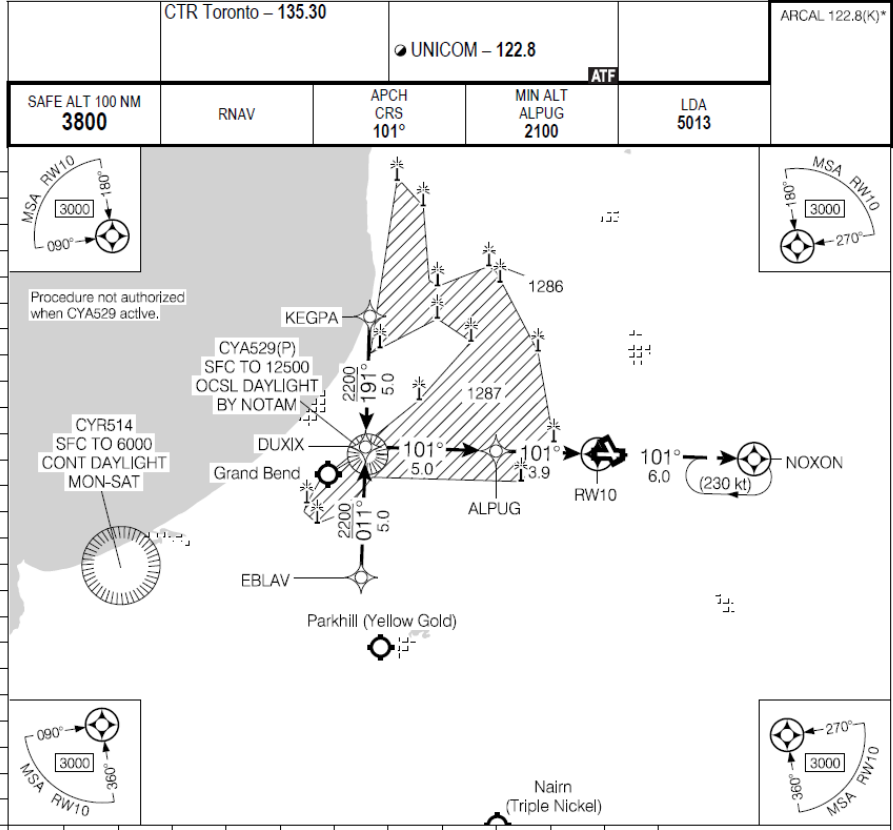 CTR Toronto – 135.30
UNICOM – 122.8
ATF
ARCAL 122.8(K)*
SAFE ALT 100 NM
3800
RNAV
APCH
CRS
101°
MIN ALT
ALPUG
2100
LDA
5013
MSA RW10
180°
3000
090°
MSA RW10
180°
3000
270°
Procedure not authorized
when CYA529 active.
1286
KEGPA
CYA529(P)
SFC TO 12500
OCSL DAYLIGHT
BY NOTAM
2200
191°
5.0
1287
CYR514
SFC TO 6000
CONT DAYLIGHT
MON-SAT
DUXIX
101°
5.0
101°
3.9
101°
6.0
NOXON
(230 kt)
Grand Bend
ALPUG
RW10
2200
011°
5.0
EBLAV
Parkhill (Yellow Gold)
090°
3000
360°
MSA RW10
270°
3000
360°
MSA RW10
Nairn
(Triple Nickel)